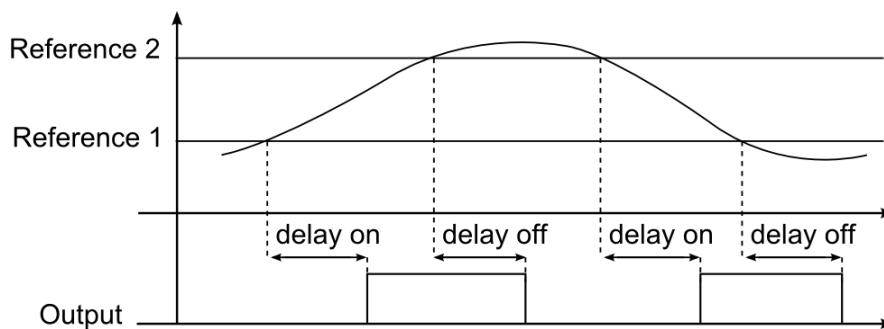 Reference 2
Reference 1
delay on delay off delay on delay off
Output